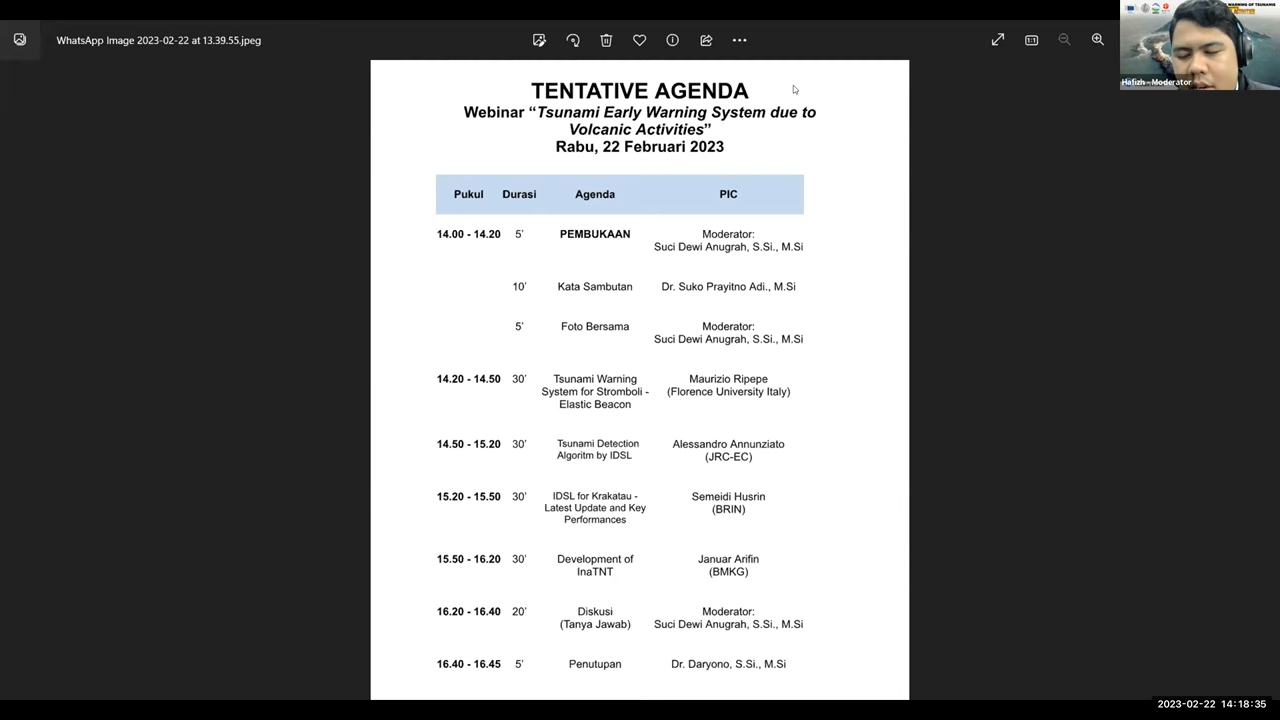 WhatsApp Image 2023-02-22 at 13.39.55.jpeg
WARNING OF TSUNAMIS
Hafizh - Moderator
TENTATIVE AGENDA
Webinar “Tsunami Early Warning System due to
Volcanic Activities”
Rabu, 22 Februari 2023
Pukul Durasi Agenda PIC
14.00 - 14.20 5’ PEMBUKAAN Moderator:
Suci Dewi Anugrah, S.Si., M.Si
10’ Kata Sambutan Dr. Suko Prayitno Adi., M.Si
5’ Foto Bersama Moderator:
Suci Dewi Anugrah, S.Si., M.Si
14.20 - 14.50 30’ Tsunami Warning Maurizio Ripepe
System for Stromboli - (Florence University Italy)
Elastic Beacon
14.50 - 15.20 30’ Tsunami Detection Alessandro Annunziato
Algoritm by IDSL (JRC-EC)
15.20 - 15.50 30’ IDSL for Krakatau - Semeidi Husrin
Latest Update and Key (BRIN)
Performances
15.50 - 16.20 30’ Development of Januar Arifin
InaTNT (BMKG)
16.20 - 16.40 20’ Diskusi Moderator:
(Tanya Jawab) Suci Dewi Anugrah, S.Si., M.Si
16.40 - 16.45 5’ Penutupan Dr. Daryono, S.Si., M.Si
2023-02-22 14:18:35